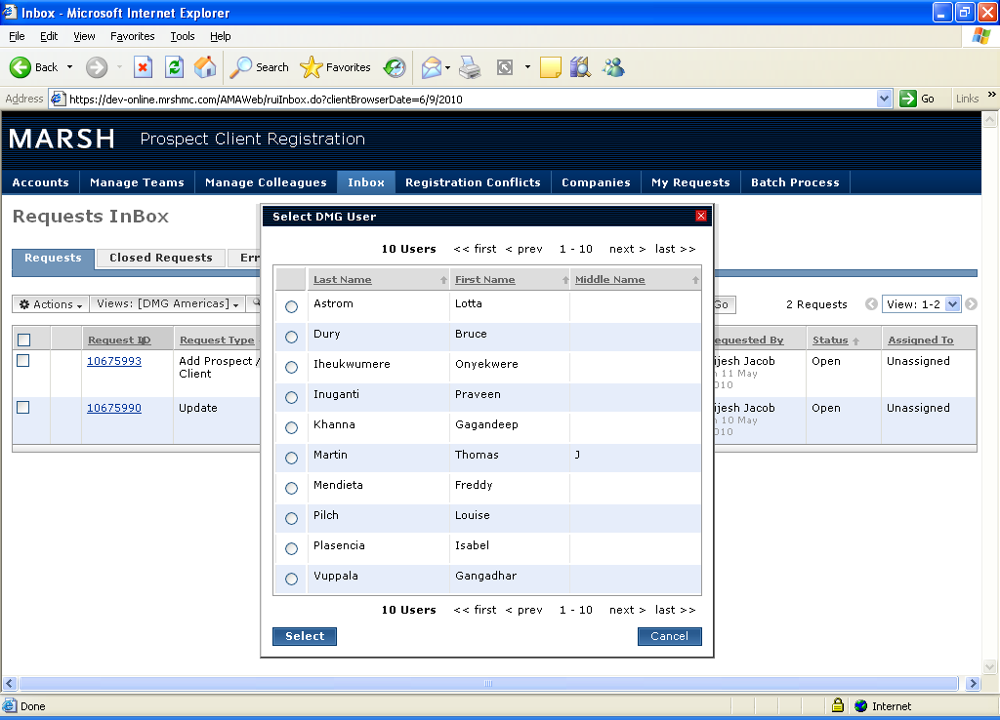 Inbox - Microsoft Internet Explorer
File Edit View Favorites Tools Help
Back Search Favorites
Address https://dev-online.mrshmc.com/AMAWeb/ruiInbox.do?clientBrowserDate=6/9/2010 Go Links »
MARSH Prospect Client Registration
Accounts Manage Teams Manage Colleagues Inbox Registration Conflicts Companies My Requests Batch Process
Requests InBox
Requests Closed Requests Err
Actions Views: [DMG Americas] Go 2 Requests View: 1-2
Request ID Request Type equested By Status Assigned To
10675993 Add Prospect / ijesh Jacob Open Unassigned
Client 11 May
010
10675990 Update ijesh Jacob Open Unassigned
10 May
010
Select DMG User
10 Users << first < prev 1 - 10 next > last >>
Last Name First Name Middle Name
Astrom Lotta
Dury Bruce
Iheukwumere Onyekwere
Inuganti Praveen
Khanna Gagandeep
Martin Thomas J
Mendieta Freddy
Pilch Louise
Plasencia Isabel
Vuppala Gangadhar
10 Users << first < prev 1 - 10 next > last >>
Select Cancel
Done Internet